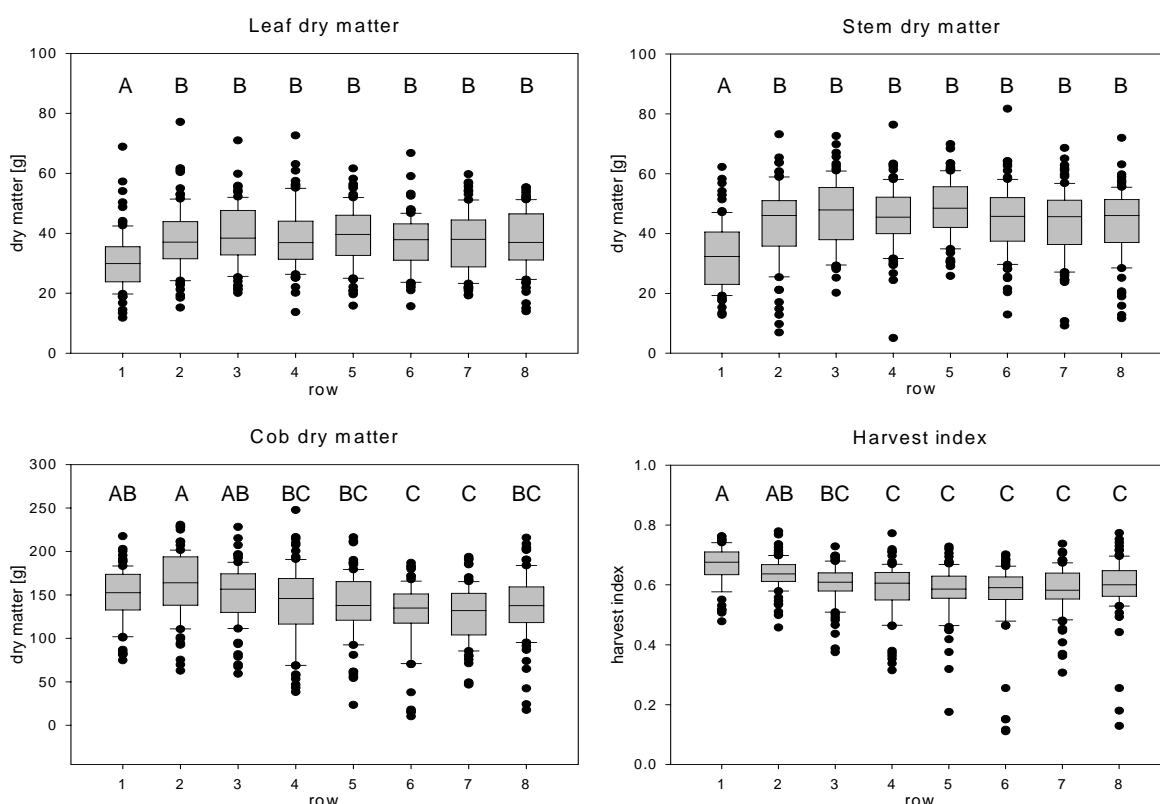 Leaf dry matter
100
80
60
40
20
0
dry matter [g]
A B B B B B B B
1 2 3 4 5 6 7 8
row
Stem dry matter
100
80
60
40
20
0
dry matter [g]
A B B B B B B B
1 2 3 4 5 6 7 8
row
Cob dry matter
300
250
200
150
100
50
0
dry matter [g]
AB A AB BC BC C C BC
1 2 3 4 5 6 7 8
row
Harvest index
1.0
0.8
0.6
0.4
0.2
0.0
harvest index
A AB BC C C C C C
1 2 3 4 5 6 7 8
row